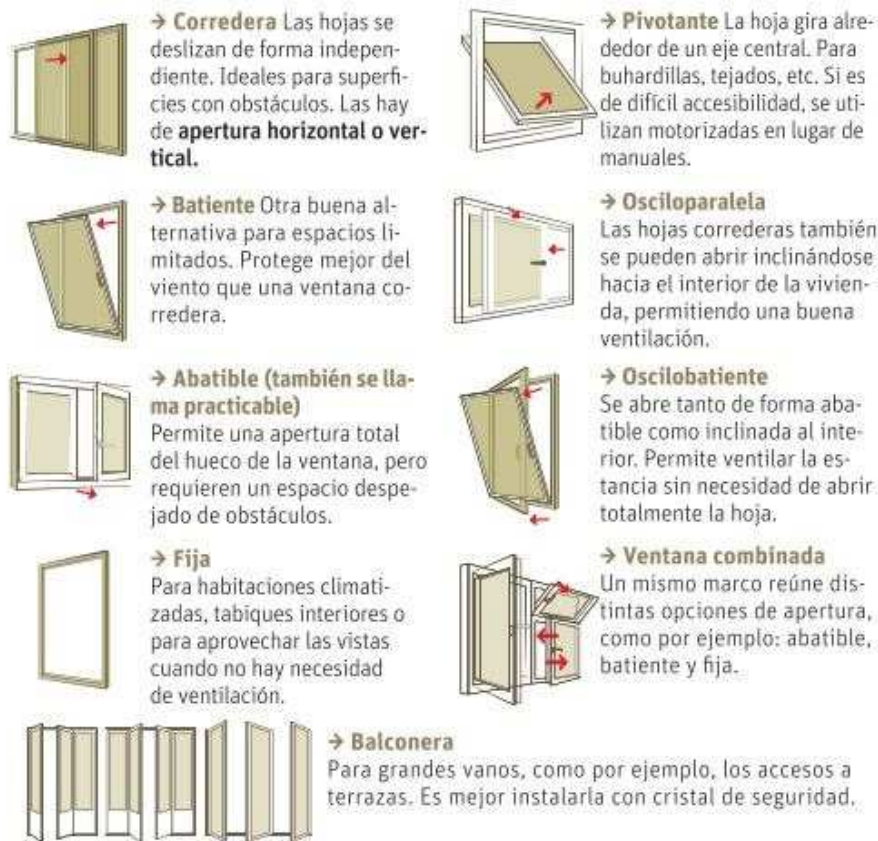 → Corredera Las hojas se
deslizan de forma indepen-
diente. Ideales para superfi-
cies con obstáculos. Las hay
de apertura horizontal o ver-
tical.
→ Batiente Otra buena al-
ternativa para espacios li-
mitados. Protege mejor del
viento que una ventana co-
rredera.
→ Abatible (también se lla-
ma practicable)
Permite una apertura total
del hueco de la ventana, pero
requieren un espacio despe-
jado de obstáculos.
→ Fija
Para habitaciones climati-
zadas, tabiques interiores o
para aprovechar las vistas
cuando no hay necesidad
de ventilación.
→ Pivotante La hoja gira alre-
dedor de un eje central. Para
buhardillas, tejados, etc. Si es
de difícil accesibilidad, se uti-
lizan motorizadas en lugar de
manuales.
→ Osciloparalela
Las hojas correderas también
se pueden abrir inclinándose
hacia el interior de la vivien-
da, permitiendo una buena
ventilación.
→ Oscilobatiente
Se abre tanto de forma aba-
tible como inclinada al inte-
rior. Permite ventilar la es-
tancia sin necesidad de abrir
totalmente la hoja.
→ Ventana combinada
Un mismo marco reúne dis-
tintas opciones de apertura,
como por ejemplo: abatible,
batiente y fija.
→ Balconera
Para grandes vanos, como por ejemplo, los accesos a
terrazas. Es mejor instalarla con cristal de seguridad.